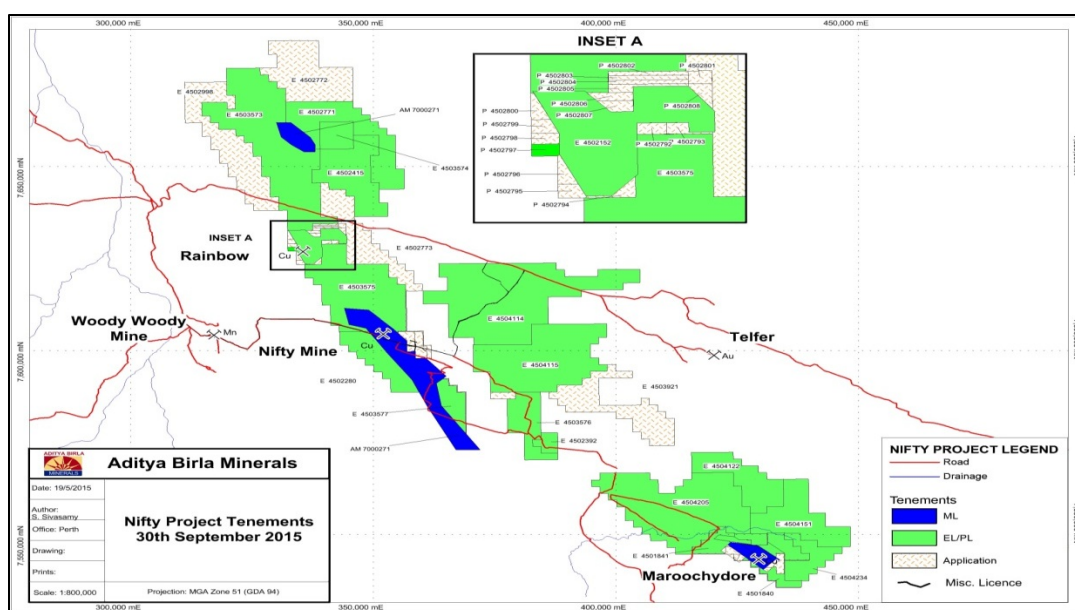 300,000 mE
350,000 mE
400,000 mE
450,000 mE
INSET A
P 4502802
P 4502801
P 4502803
P 4502804
P 4502805
P 4502800
P 4502806
P 4502808
P 4502799
P 4502807
P 4502798
E 4502152
P 4502793
P 4502797
P 4502792
P 4502796
E 4503575
P 4502795
P 4502794
E 4502772
E 4502998
AM 7000271
E 4503573
E 4502771
E 4503574
7,650,000 mN
E 4502415
INSET A
E 4502773
Rainbow
Cu
E 4503575
Woody Woody
Mine
Mn
E 4504114
Telfer
Nifty Mine
Cu
Au
7,600,000 mN
E 4504115
E 4502280
E 4503921
E 4503577
E 4503576
E 4502392
AM 7000271
ADITYA BIRLA
MINERALS
Aditya Birla Minerals
Date: 19/5/2015
Author:
S. Sivasamy
Office: Perth
Drawing:
Prints:
Scale: 1:800,000
Nifty Project Tenements
30th September 2015
Projection: MGA Zone 51 (GDA 94)
E 4504122
E 4504205
E 4504151
7,550,000 mN
E 4501841
Maroochydore
E 4504234
E 4501840
NIFTY PROJECT LEGEND
Road
Drainage
Tenements
ML
EL/PL
Application
Misc. Licence
300,000 mE
350,000 mE
400,000 mE
450,000 mE